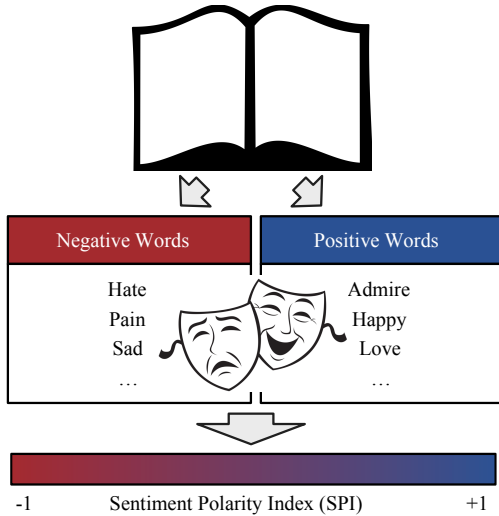 Negative Words
Positive Words
Hate
Pain
Sad
…
Admire
Happy
Love
…
-1 Sentiment Polarity Index (SPI) +1